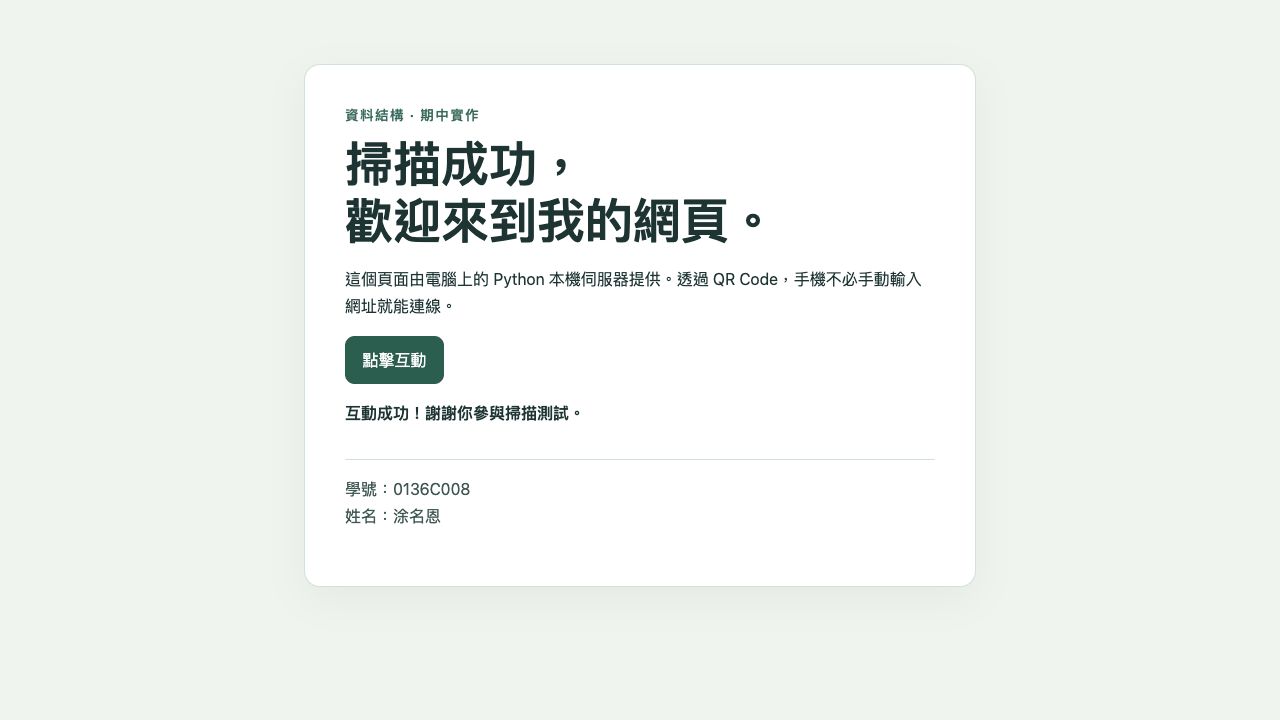 資料結構 · 期中實作
掃描成功，
歡迎來到我的網頁。
這個頁面由電腦上的 Python 本機伺服器提供。透過 QR Code，手機不必手動輸入
網址就能連線。
點擊互動
互動成功！謝謝你參與掃描測試。
學號：0136C008
姓名：涂名恩